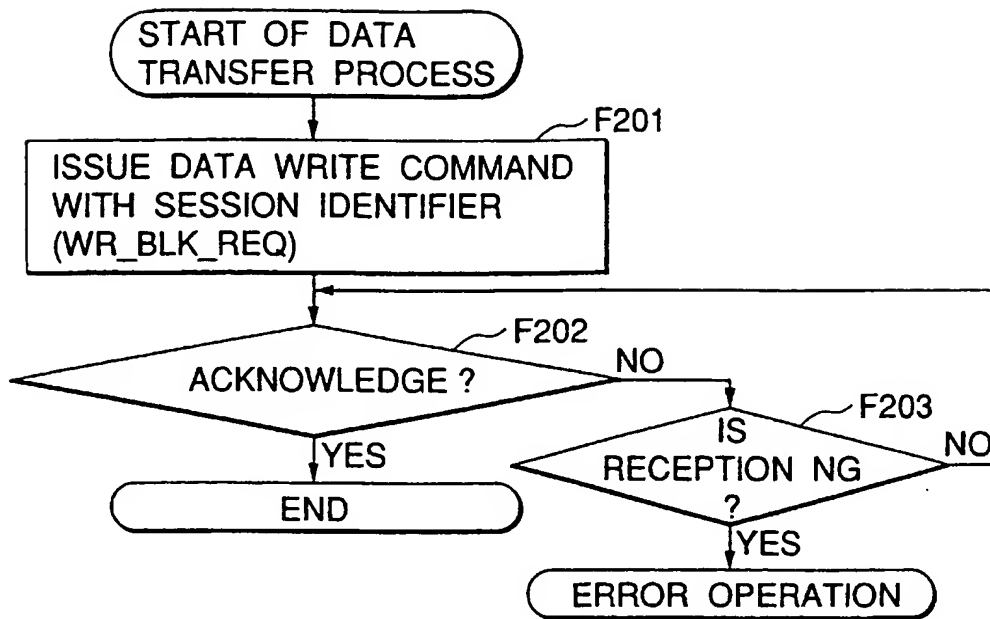 START OF DATA
TRANSFER PROCESS
F201
ISSUE DATA WRITE COMMAND
WITH SESSION IDENTIFIER
(WR_BLK_REQ)
F202
ACKNOWLEDGE ?
NO
YES
END
F203
IS
RECEPTION NG
?
NO
YES
ERROR OPERATION